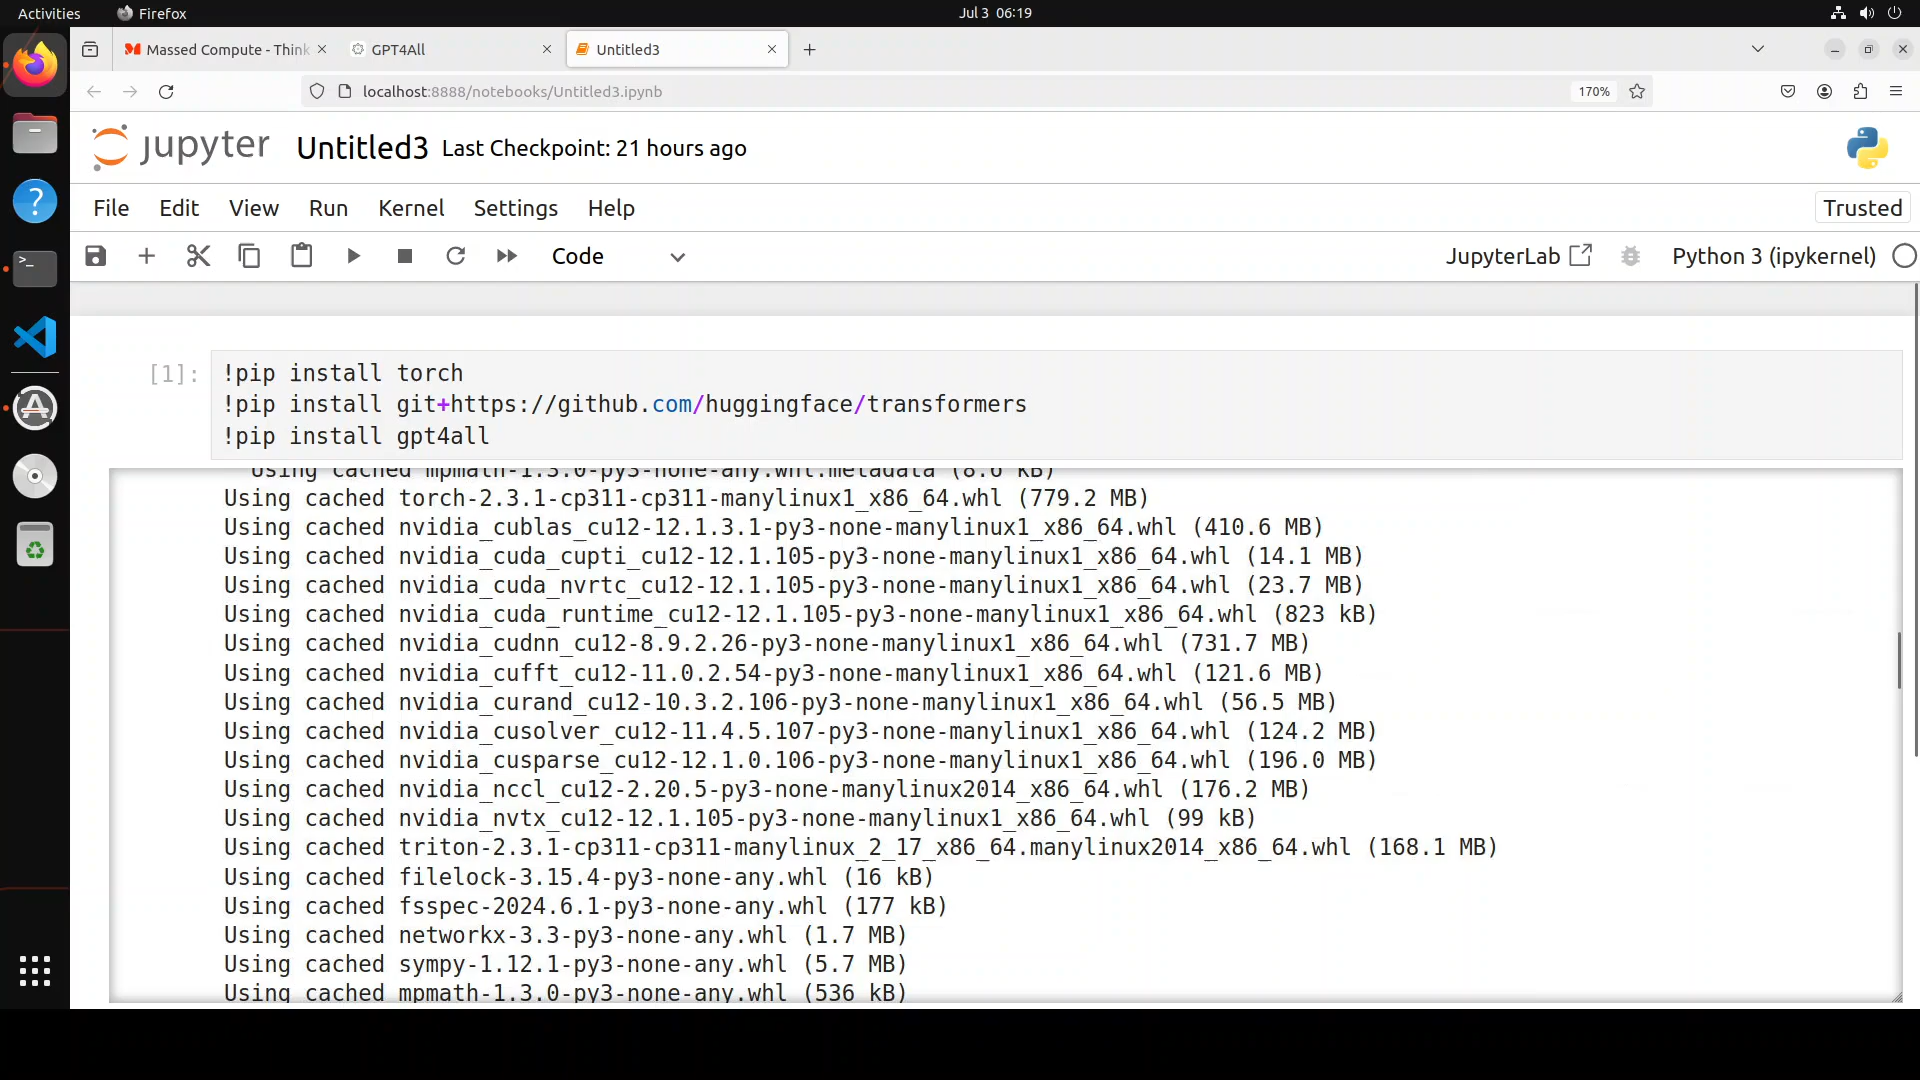 Activities Firefox Jul 3 06:19
Massed Compute - Think GPT4All Untitled3
localhost:8888/notebooks/Untitled3.ipynb 170%
jupyter Untitled3 Last Checkpoint: 21 hours ago
File Edit View Run Kernel Settings Help Trusted
Code JupyterLab Python 3 (ipykernel)
[1]: !pip install torch
!pip install git+https://github.com/huggingface/transformers
!pip install gpt4all
Using cached mpmath-1.3.0-py3-none-any.whl.metadata (8.6 kB)
Using cached torch-2.3.1-cp311-cp311-manylinux1_x86_64.whl (779.2 MB)
Using cached nvidia_cublas_cu12-12.1.3.1-py3-none-manylinux1_x86_64.whl (410.6 MB)
Using cached nvidia_cuda_cupti_cu12-12.1.105-py3-none-manylinux1_x86_64.whl (14.1 MB)
Using cached nvidia_cuda_nvrtc_cu12-12.1.105-py3-none-manylinux1_x86_64.whl (23.7 MB)
Using cached nvidia_cuda_runtime_cu12-12.1.105-py3-none-manylinux1_x86_64.whl (823 kB)
Using cached nvidia_cudnn_cu12-8.9.2.26-py3-none-manylinux1_x86_64.whl (731.7 MB)
Using cached nvidia_cufft_cu12-11.0.2.54-py3-none-manylinux1_x86_64.whl (121.6 MB)
Using cached nvidia_curand_cu12-10.3.2.106-py3-none-manylinux1_x86_64.whl (56.5 MB)
Using cached nvidia_cusolver_cu12-11.4.5.107-py3-none-manylinux1_x86_64.whl (124.2 MB)
Using cached nvidia_cusparse_cu12-12.1.0.106-py3-none-manylinux1_x86_64.whl (196.0 MB)
Using cached nvidia_nccl_cu12-2.20.5-py3-none-manylinux2014_x86_64.whl (176.2 MB)
Using cached nvidia_nvtx_cu12-12.1.105-py3-none-manylinux1_x86_64.whl (99 kB)
Using cached triton-2.3.1-cp311-cp311-manylinux_2_17_x86_64.manylinux2014_x86_64.whl (168.1 MB)
Using cached filelock-3.15.4-py3-none-any.whl (16 kB)
Using cached fsspec-2024.6.1-py3-none-any.whl (177 kB)
Using cached networkx-3.3-py3-none-any.whl (1.7 MB)
Using cached sympy-1.12.1-py3-none-any.whl (5.7 MB)
Using cached mpmath-1.3.0-py3-none-any.whl (536 kB)